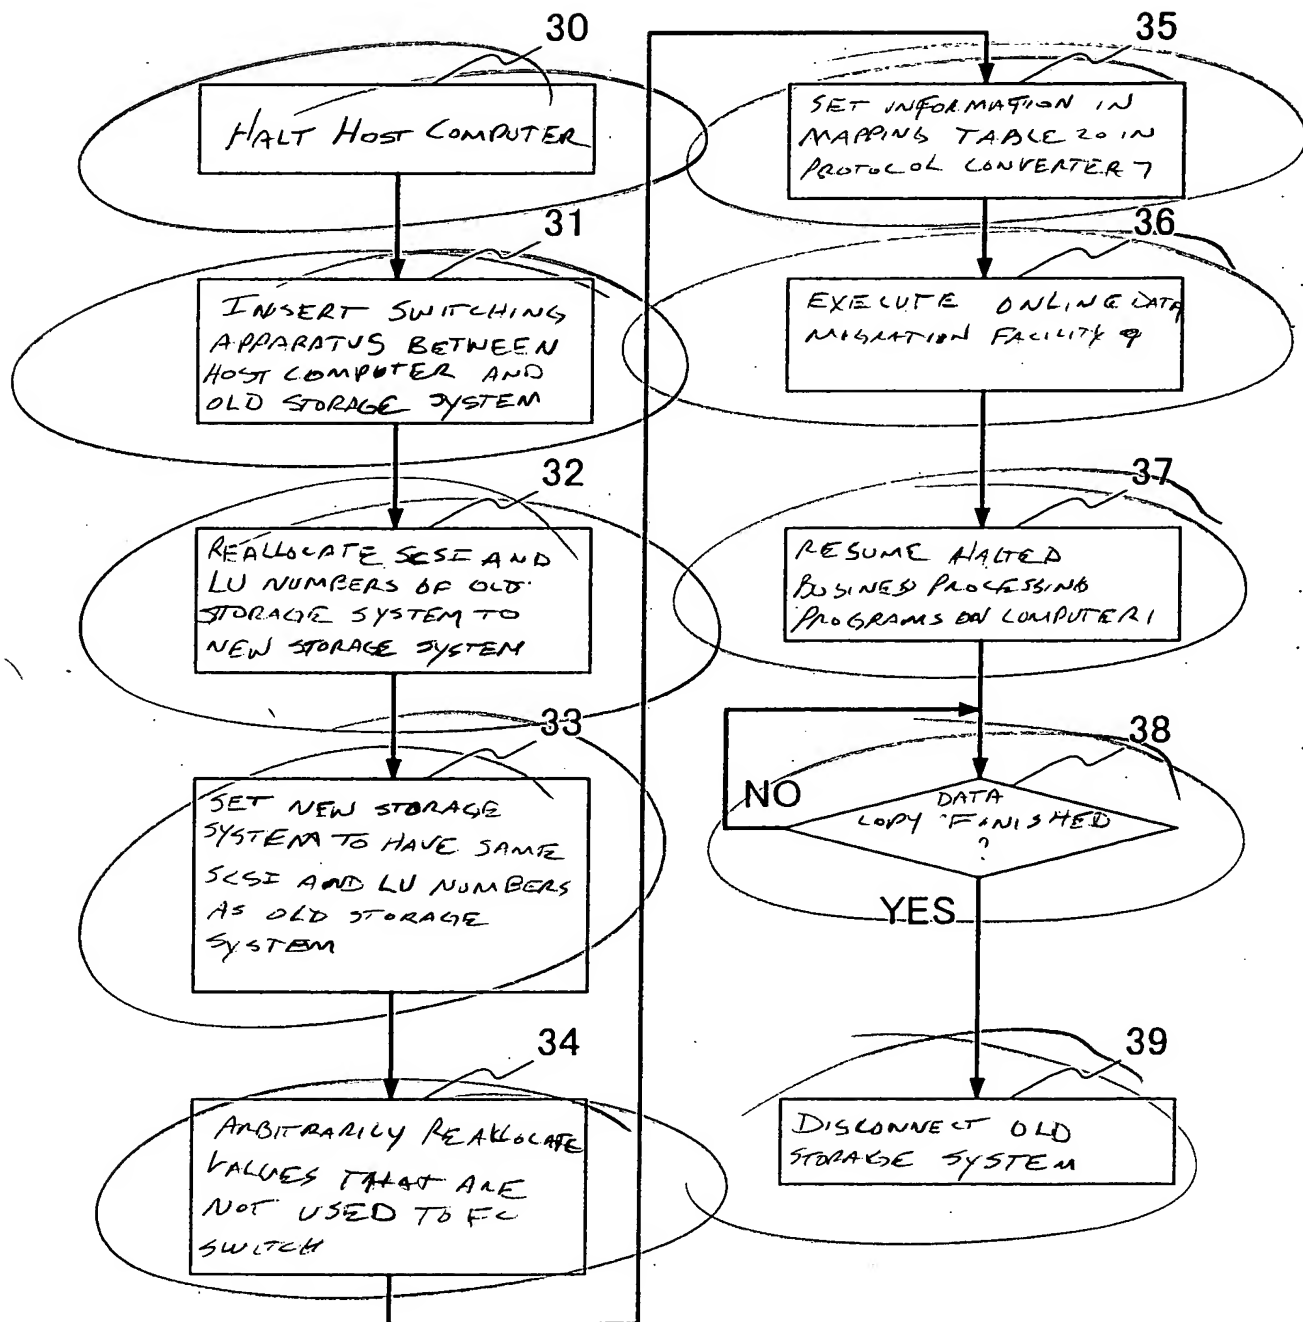 30
HALT HOST COMPUTER
31
INSERT SWITCHING
APPARATUS BETWEEN
HOST COMPUTER AND
OLD STORAGE SYSTEM
32
REALLOCATE SCSI AND
LU NUMBERS OF OLD
STORAGE SYSTEM TO
NEW STORAGE SYSTEM
33
SET NEW STORAGE
SYSTEM TO HAVE SAME
SCSI AND LU NUMBERS
AS OLD STORAGE
SYSTEM
34
ARBITRARILY REALLOCATE
VALUES THAT ARE
NOT USED TO FC
SWITCH
35
SET INFORMATION IN
MAPPING TABLE 20 IN
PROTOCOL CONVERTER 7
36
EXECUTE ONLINE DATA
MIGRATION FACILITY 9
37
RESUME HALTED
BUSINESS PROCESSING
PROGRAMS ON COMPUTER 1
38
DATA
COPY FINISHED
?
NO
YES
39
DISCONNECT OLD
STORAGE SYSTEM